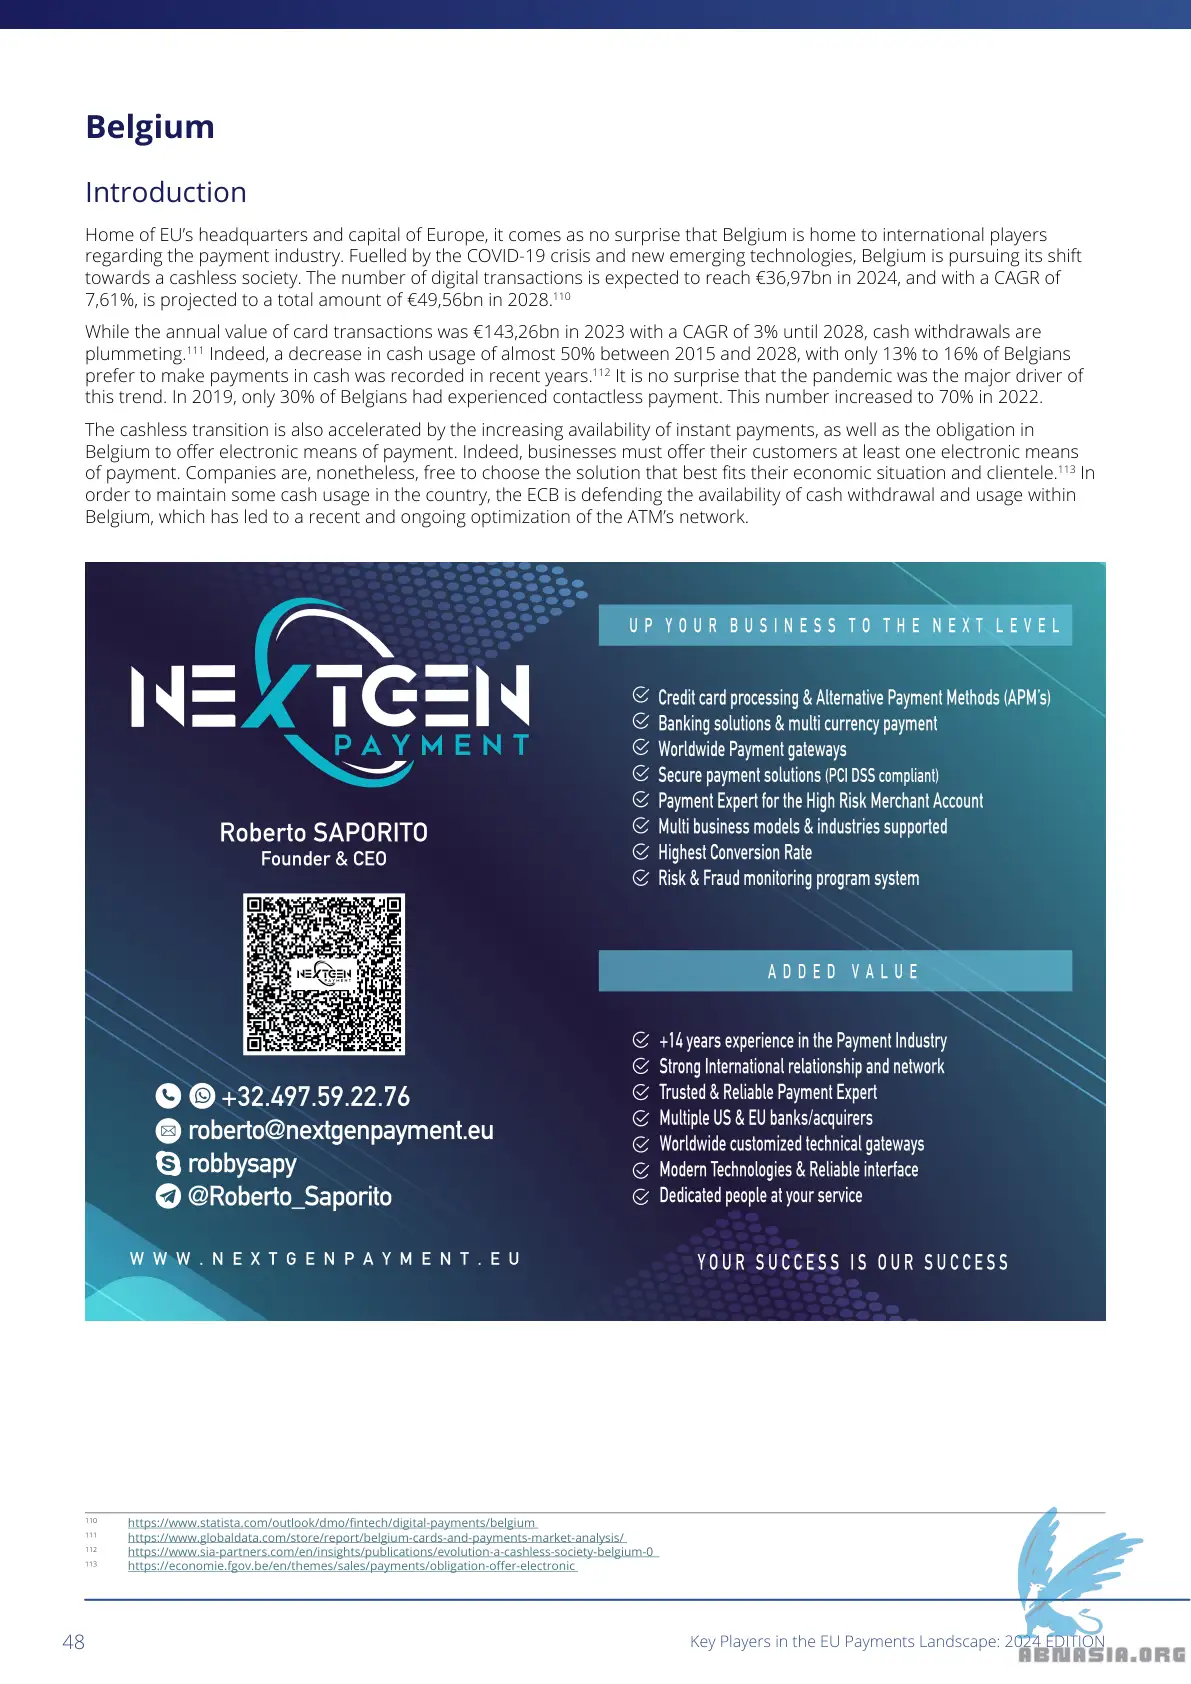 Belgium
Introduction
Home of EU’s headquarters and capital of Europe, it comes as no surprise that Belgium is home to international players
regarding the payment industry. Fuelled by the COVID-19 crisis and new emerging technologies, Belgium is pursuing its shift
towards a cashless society. The number of digital transactions is expected to reach €36,97bn in 2024, and with a CAGR of
7,61%, is projected to a total amount of €49,56bn in 2028.110
While the annual value of card transactions was €143,26bn in 2023 with a CAGR of 3% until 2028, cash withdrawals are
plummeting.111 Indeed, a decrease in cash usage of almost 50% between 2015 and 2028, with only 13% to 16% of Belgians
prefer to make payments in cash was recorded in recent years.112 It is no surprise that the pandemic was the major driver of
this trend. In 2019, only 30% of Belgians had experienced contactless payment. This number increased to 70% in 2022.
The cashless transition is also accelerated by the increasing availability of instant payments, as well as the obligation in
Belgium to offer electronic means of payment. Indeed, businesses must offer their customers at least one electronic means
of payment. Companies are, nonetheless, free to choose the solution that best fits their economic situation and clientele.113 In
order to maintain some cash usage in the country, the ECB is defending the availability of cash withdrawal and usage within
Belgium, which has led to a recent and ongoing optimization of the ATM’s network.
NEXTGEN
PAYMENT
Roberto SAPORITO
Founder & CEO
NEXTGEN
PAYMENT
+32.497.59.22.76
roberto@nextgenpayment.eu
robbysapy
@Roberto_Saporito
WWW.NEXTGENPAYMENT.EU
UP YOUR BUSINESS TO THE NEXT LEVEL
Credit card processing & Alternative Payment Methods (APM’s)
Banking solutions & multi currency payment
Worldwide Payment gateways
Secure payment solutions (PCI DSS compliant)
Payment Expert for the High Risk Merchant Account
Multi business models & industries supported
Highest Conversion Rate
Risk & Fraud monitoring program system
ADDED VALUE
+14 years experience in the Payment Industry
Strong International relationship and network
Trusted & Reliable Payment Expert
Multiple US & EU banks/acquirers
Worldwide customized technical gateways
Modern Technologies & Reliable interface
Dedicated people at your service
YOUR SUCCESS IS OUR SUCCESS
110 https://www.statista.com/outlook/dmo/fintech/digital-payments/belgium
111 https://www.globaldata.com/store/report/belgium-cards-and-payments-market-analysis/
112 https://www.sia-partners.com/en/insights/publications/evolution-a-cashless-society-belgium-0
113 https://economie.fgov.be/en/themes/sales/payments/obligation-offer-electronic
48
Key Players in the EU Payments Landscape: 2024 EDITION
ABNASIA.ORG